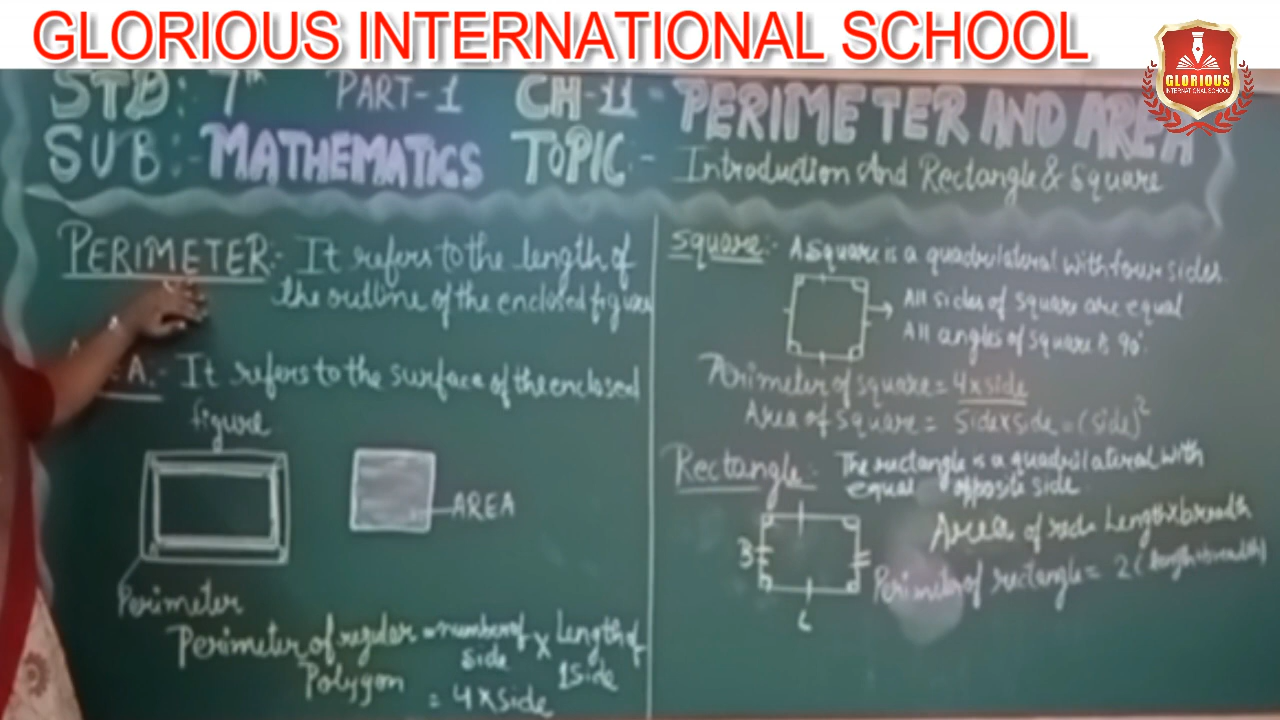 GLORIOUS INTERNATIONAL SCHOOL
GLORIOUS
INTERNATIONAL SCHOOL
STD: 7th PART-1 CH-11 - PERIMETER AND AREA
SUB:- MATHEMATICS TOPIC:- Introduction And Rectangle & Square
PERIMETER:- It refers to the length of
the outline of the enclosed figure
A. - It refers to the surface of the enclosed
figure
AREA
Perimeter
Perimeter of regular = number of × Length of
side 1side
Polygon
= 4 × side
Square:- A Square is a quadrilateral with four sides
All sides of square are equal
All angles of square is 90°.
Perimeter of square = 4 x side
Area of square = side x side = (side)2
Rectangle:- The rectangle is a quadrilateral with
equal opposite side
Area of Length x breadth
B
Perimeter of rectangle = 2 (length + breadth)
L